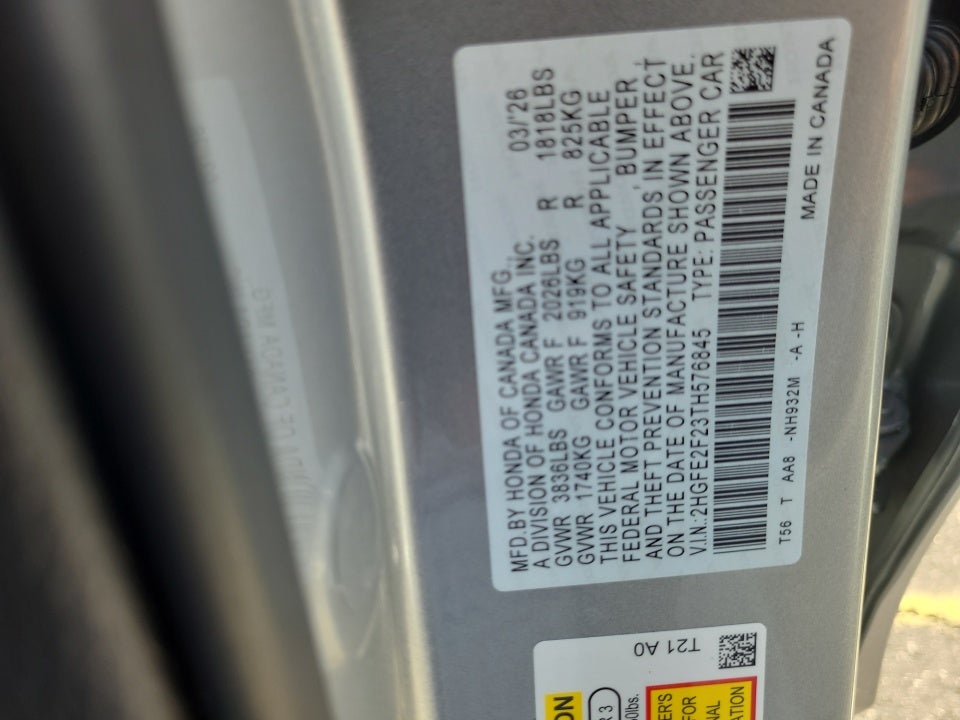 MFD.BY HONDA OF CANADA MFG., 03/'26
A DIVISION OF HONDA CANADA INC.
GVWR 3836LBS GAWR F 2026LBS R 1818LBS
GVWR 1740KG GAWR F 919KG R 825KG
THIS VEHICLE CONFORMS TO ALL APPLICABLE
FEDERAL MOTOR VEHICLE SAFETY, BUMPER,
AND THEFT PREVENTION STANDARDS IN EFFECT
ON THE DATE OF MANUFACTURE SHOWN ABOVE.
V.I.N.:2HGFE2F23TH576845 TYPE: PASSENGER CAR
T56 T AA8 -NH932M -A -H
MADE IN CANADA
T21 A0